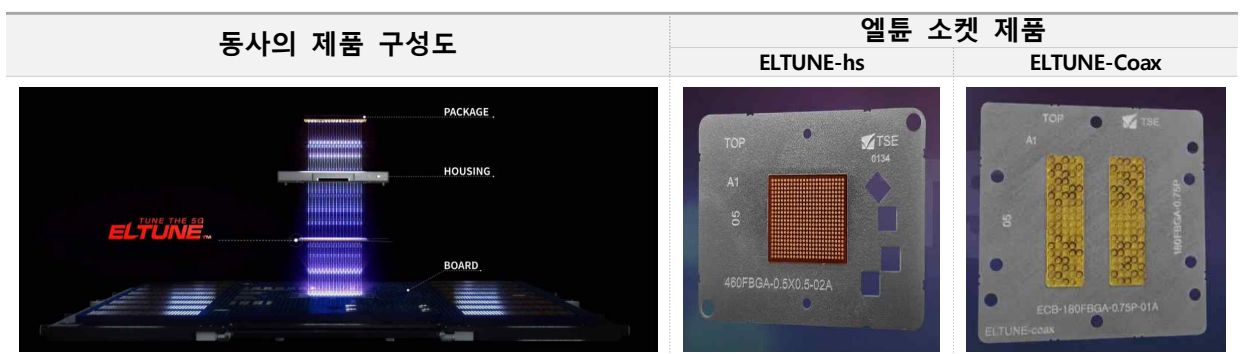 동사의 제품 구성도
엘튠 소켓 제품
ELTUNE-hs
ELTUNE-Coax
PACKAGE
HOUSING
TUNE THE 5G
ELTUNE™
BOARD
TOP
TSE
0134
A1
05
460FBGA-0.5X0.5-02A
TOP
TSE
A1
05
180FBGA-0.75P
ECB-180FBGA-0.75P-01A
ELTUNE-coax